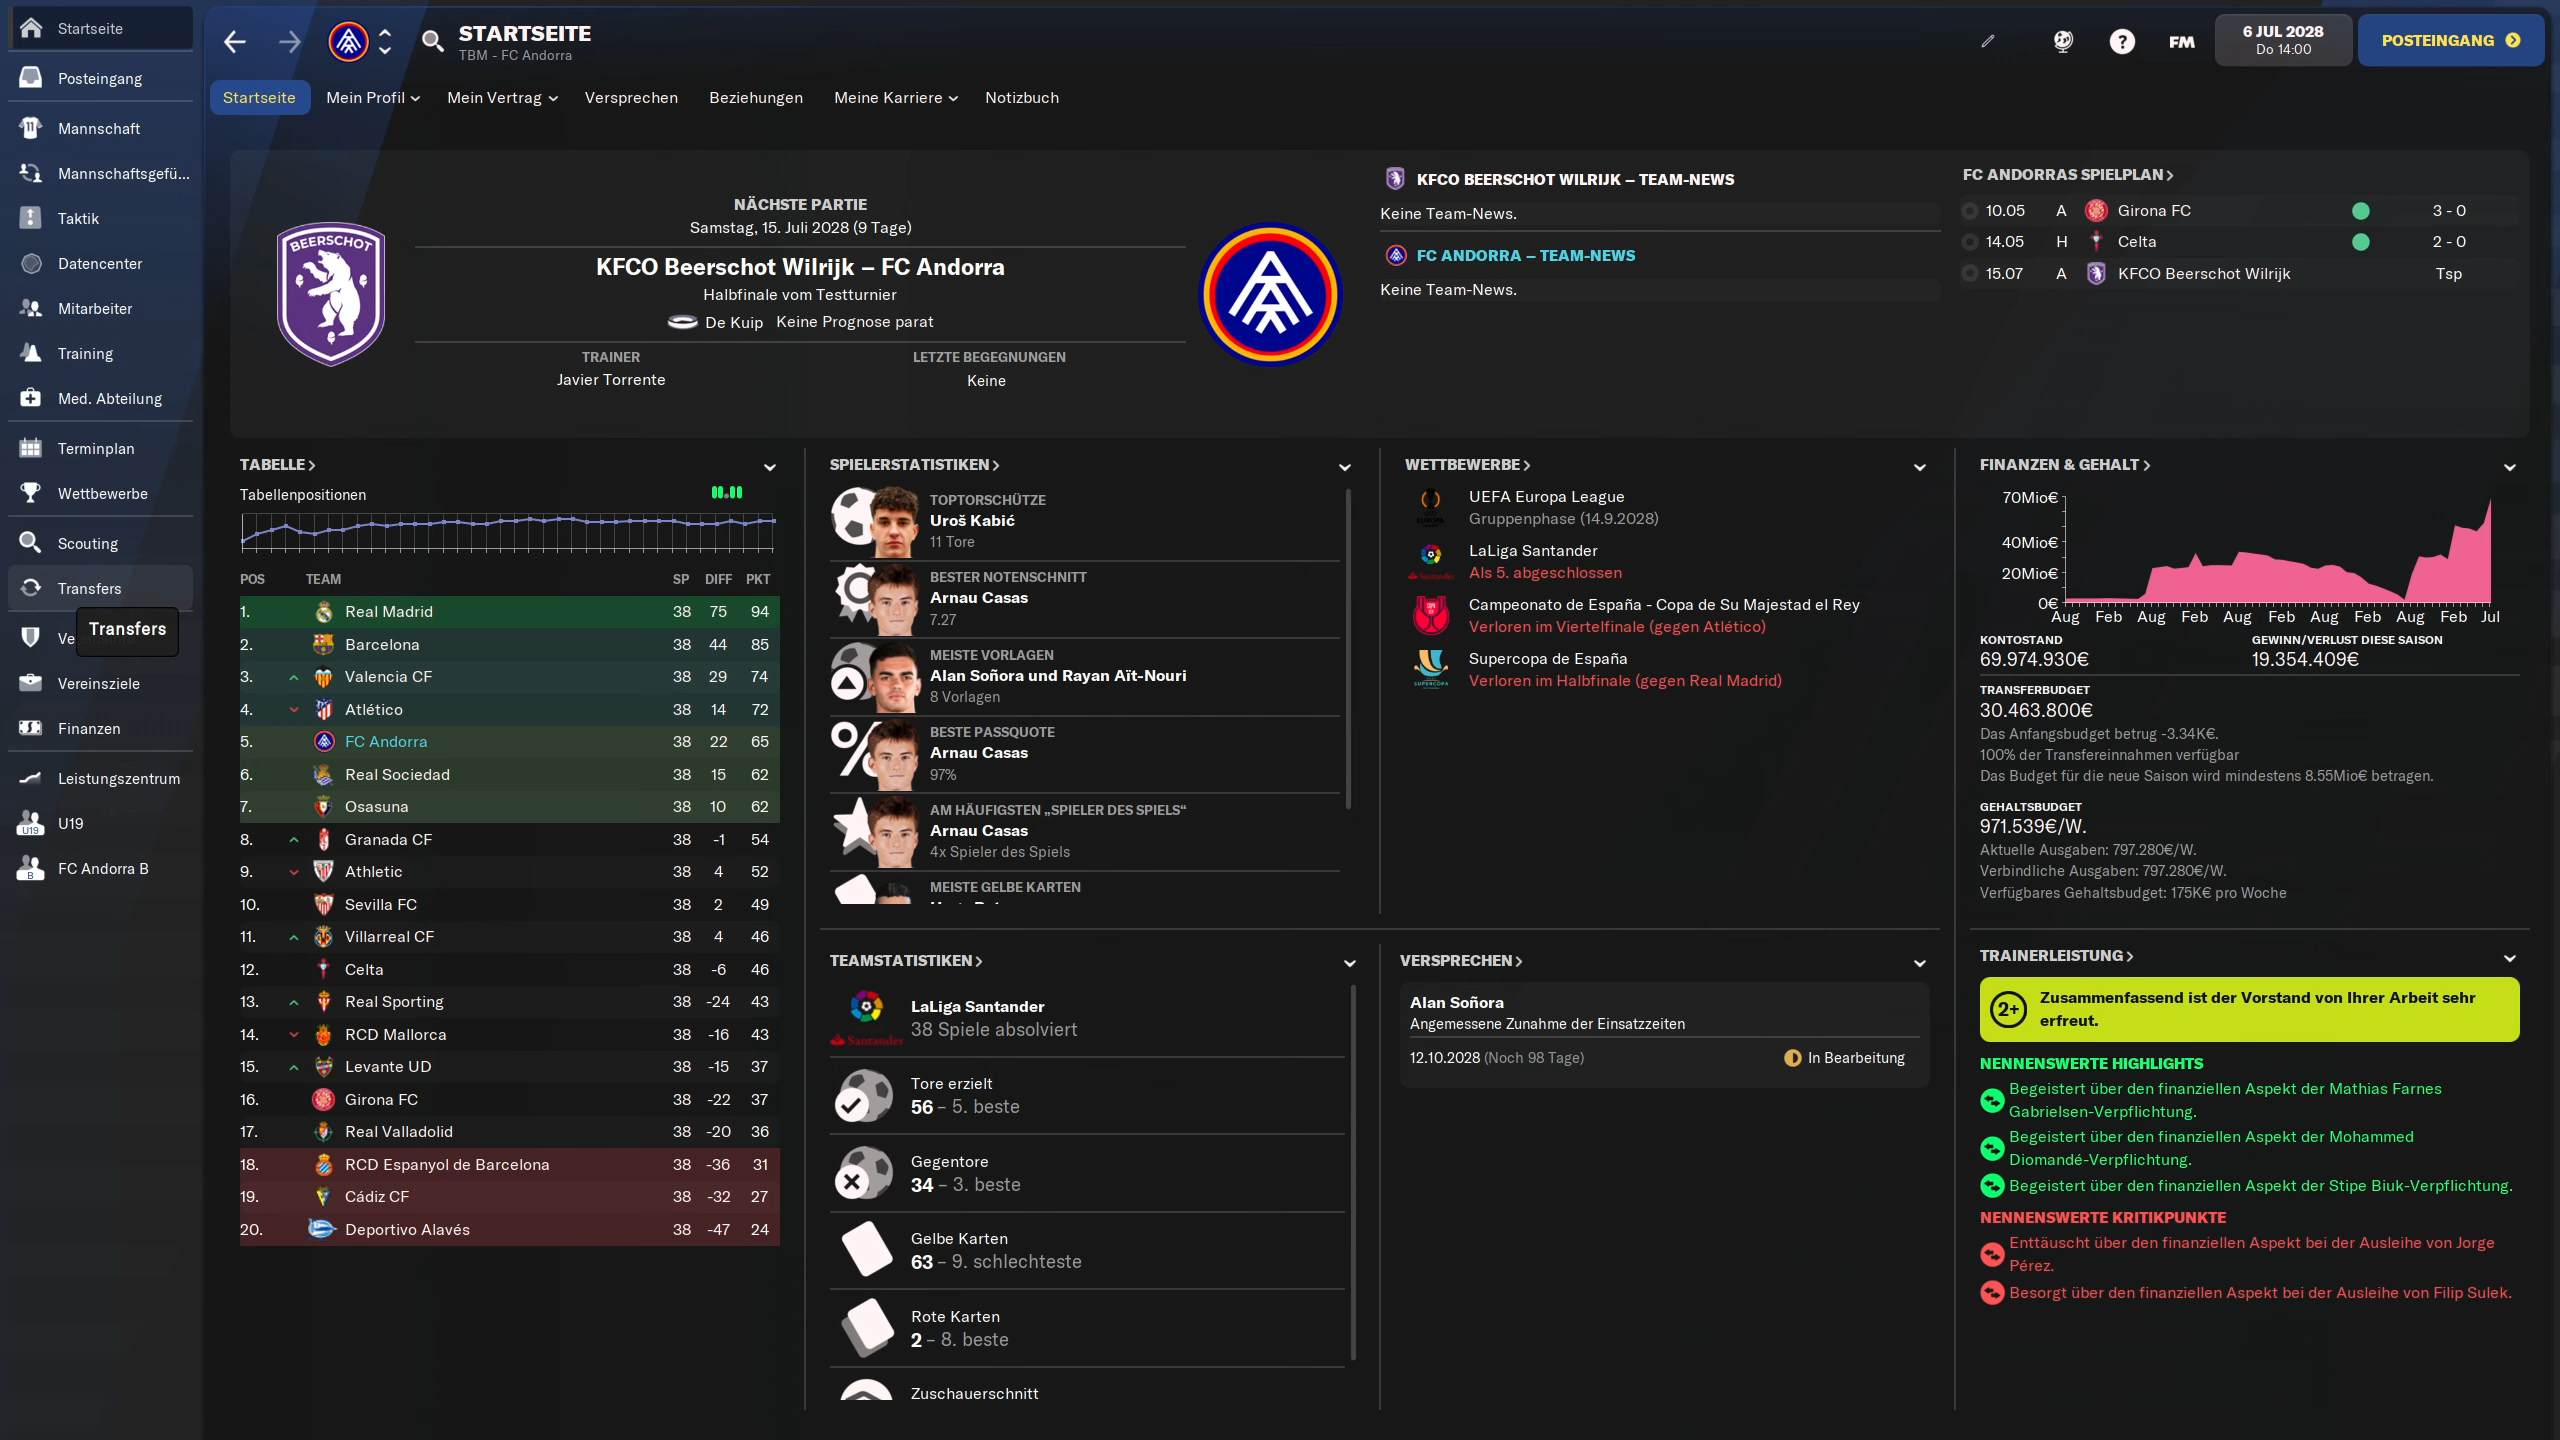 Startseite
Posteingang
Mannschaft
Mannschaftsgefü...
Taktik
Datencenter
Mitarbeiter
Training
Med. Abteilung
Terminplan
Wettbewerbe
Scouting
Transfers
Transfers
Ve
Vereinsziele
Finanzen
Leistungszentrum
U19
U19
B
FC Andorra B
STARTSEITE
TBM - FC Andorra
?
FM
6 JUL 2028
Do 14:00
POSTEINGANG
Startseite
Mein Profil
Mein Vertrag
Versprechen
Beziehungen
Meine Karriere
Notizbuch
BEERSCHOT
NÄCHSTE PARTIE
Samstag, 15. Juli 2028 (9 Tage)
KFCO Beerschot Wilrijk – FC Andorra
Halbfinale vom Testturnier
De Kuip Keine Prognose parat
TRAINER
Javier Torrente
LETZTE BEGEGNUNGEN
Keine
KFCO BEERSCHOT WILRIJK – TEAM-NEWS
Keine Team-News.
FC ANDORRA – TEAM-NEWS
Keine Team-News.
FC ANDORRAS SPIELPLAN
10.05 A Girona FC 3 - 0
14.05 H Celta 2 - 0
15.07 A KFCO Beerschot Wilrijk Tsp
TABELLE
Tabellenpositionen
POS TEAM SP DIFF PKT
1. Real Madrid 38 75 94
2. Barcelona 38 44 85
3. Valencia CF 38 29 74
4. Atlético 38 14 72
5. FC Andorra 38 22 65
6. Real Sociedad 38 15 62
7. Osasuna 38 10 62
8. Granada CF 38 -1 54
9. Athletic 38 4 52
10. Sevilla FC 38 2 49
11. Villarreal CF 38 4 46
12. Celta 38 -6 46
13. Real Sporting 38 -24 43
14. RCD Mallorca 38 -16 43
15. Levante UD 38 -15 37
16. Girona FC 38 -22 37
17. Real Valladolid 38 -20 36
18. RCD Espanyol de Barcelona 38 -36 31
19. Cádiz CF 38 -32 27
20. Deportivo Alavés 38 -47 24
SPIELERSTATISTIKEN
TOPTORSCHÜTZE
Uroš Kabić
11 Tore
BESTER NOTENSCHNITT
Arnau Casas
7.27
MEISTE VORLAGEN
Alan Soñora und Rayan Aït-Nouri
8 Vorlagen
BESTE PASSQUOTE
Arnau Casas
97%
AM HÄUFIGSTEN „SPIELER DES SPIELS“
Arnau Casas
4x Spieler des Spiels
MEISTE GELBE KARTEN
WETTBEWERBE
UEFA Europa League
Gruppenphase (14.9.2028)
LaLiga Santander
Als 5. abgeschlossen
Campeonato de España - Copa de Su Majestad el Rey
Verloren im Viertelfinale (gegen Atlético)
Supercopa de España
Verloren im Halbfinale (gegen Real Madrid)
FINANZEN & GEHALT
70Mio€
40Mio€
20Mio€
0€
Aug Feb Aug Feb Aug Feb Aug Feb Aug Feb Jul
KONTOSTAND
69.974.930€
GEWINN/VERLUST DIESE SAISON
19.354.409€
TRANSFERBUDGET
30.463.800€
Das Anfangsbudget betrug -3.34K€.
100% der Transfereinnahmen verfügbar
Das Budget für die neue Saison wird mindestens 8.55Mio€ betragen.
GEHALTSBUDGET
971.539€/W.
Aktuelle Ausgaben: 797.280€/W.
Verbindliche Ausgaben: 797.280€/W.
Verfügbares Gehaltsbudget: 175K€ pro Woche
TEAMSTATISTIKEN
Santander
LaLiga Santander
38 Spiele absolviert
Tore erzielt
56 – 5. beste
Gegentore
34 – 3. beste
Gelbe Karten
63 – 9. schlechteste
Rote Karten
2 – 8. beste
Zuschauerschnitt
VERSPRECHEN
Alan Soñora
Angemessene Zunahme der Einsatzzeiten
12.10.2028 (Noch 98 Tage) In Bearbeitung
TRAINERLEISTUNG
2+
Zusammenfassend ist der Vorstand von Ihrer Arbeit sehr
erfreut.
NENNENSWERTE HIGHLIGHTS
Begeistert über den finanziellen Aspekt der Mathias Farnes
Gabrielsen-Verpflichtung.
Begeistert über den finanziellen Aspekt der Mohammed
Diomandé-Verpflichtung.
Begeistert über den finanziellen Aspekt der Stipe Biuk-Verpflichtung.
NENNENSWERTE KRITIKPUNKTE
Enttäuscht über den finanziellen Aspekt bei der Ausleihe von Jorge
Pérez.
Besorgt über den finanziellen Aspekt bei der Ausleihe von Filip Sulek.